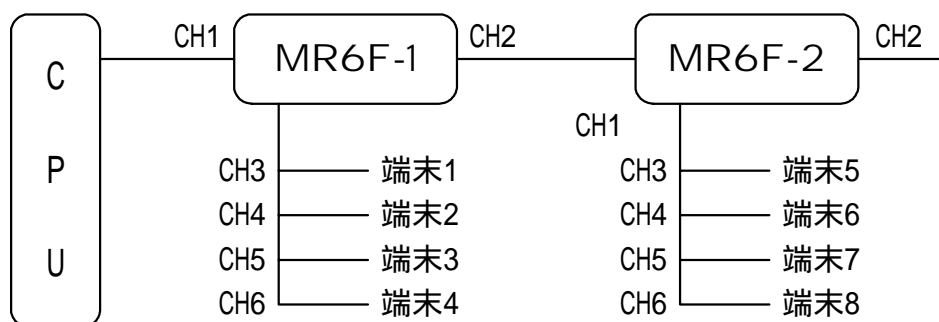 CPU
CH1
MR6F-1
CH2
MR6F-2
CH2
CH1
CH3 端末1
CH4 端末2
CH5 端末3
CH6 端末4
CH3 端末5
CH4 端末6
CH5 端末7
CH6 端末8